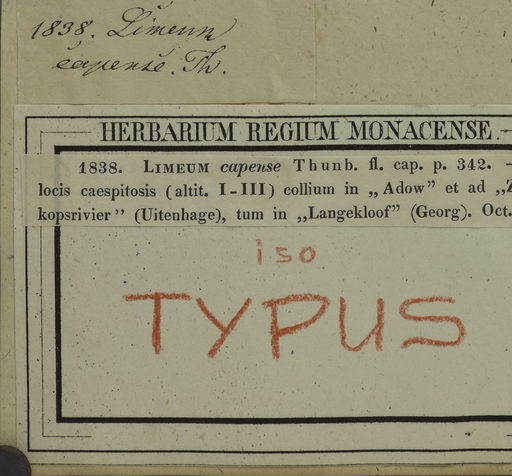 1838. Limeum
capense. Th.
HERBARIUM REGIUM MONACENSE.
1838. LIMEUM capense Thunb. fl. cap. p. 342. –
locis caespitosis (altit. I-III) collium in „Adow” et ad „Z
kopsrivier” (Uitenhage), tum in „Langekloof” (Georg). Oct.
iso
TYPUS